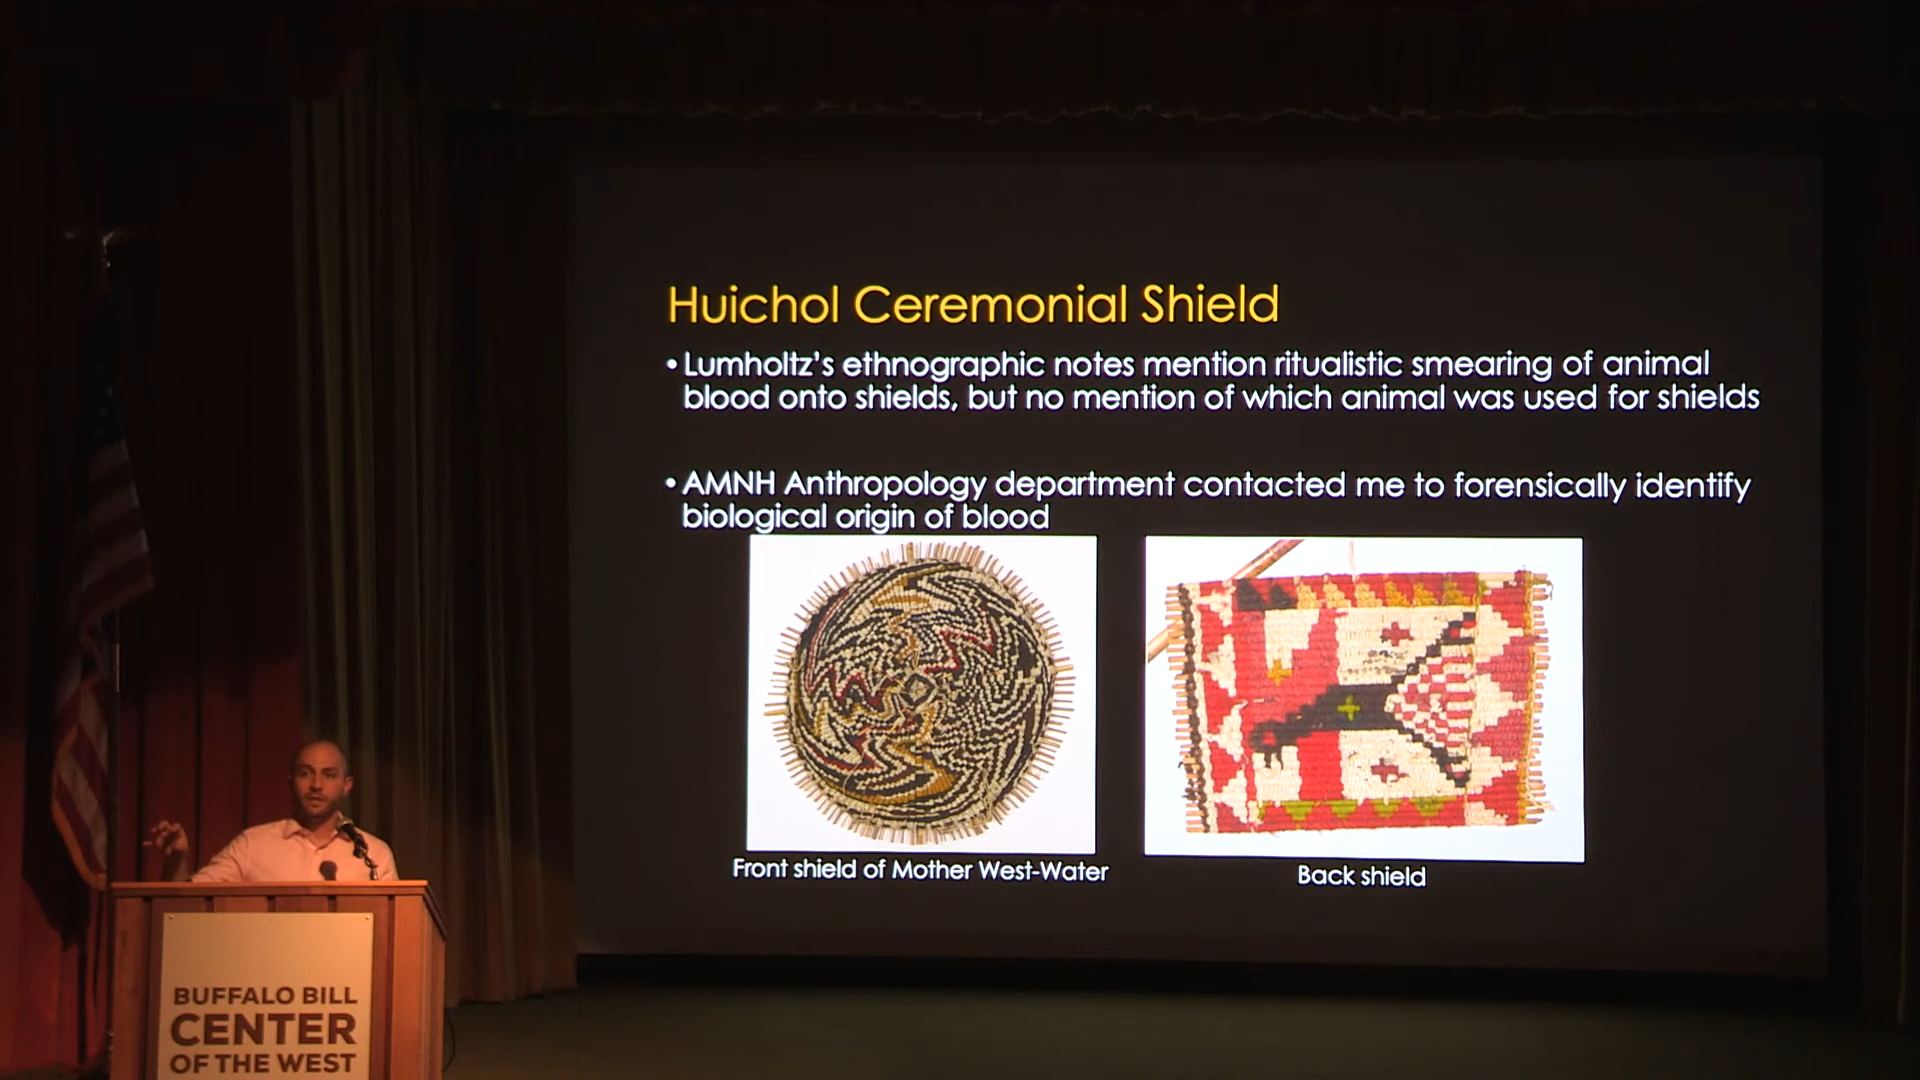 Huichol Ceremonial Shield
• Lumholtz's ethnographic notes mention ritualistic smearing of animal
blood onto shields, but no mention of which animal was used for shields
• AMNH Anthropology department contacted me to forensically identify
biological origin of blood
Front shield of Mother West-Water
Back shield
BUFFALO BILL
CENTER
OF THE WEST